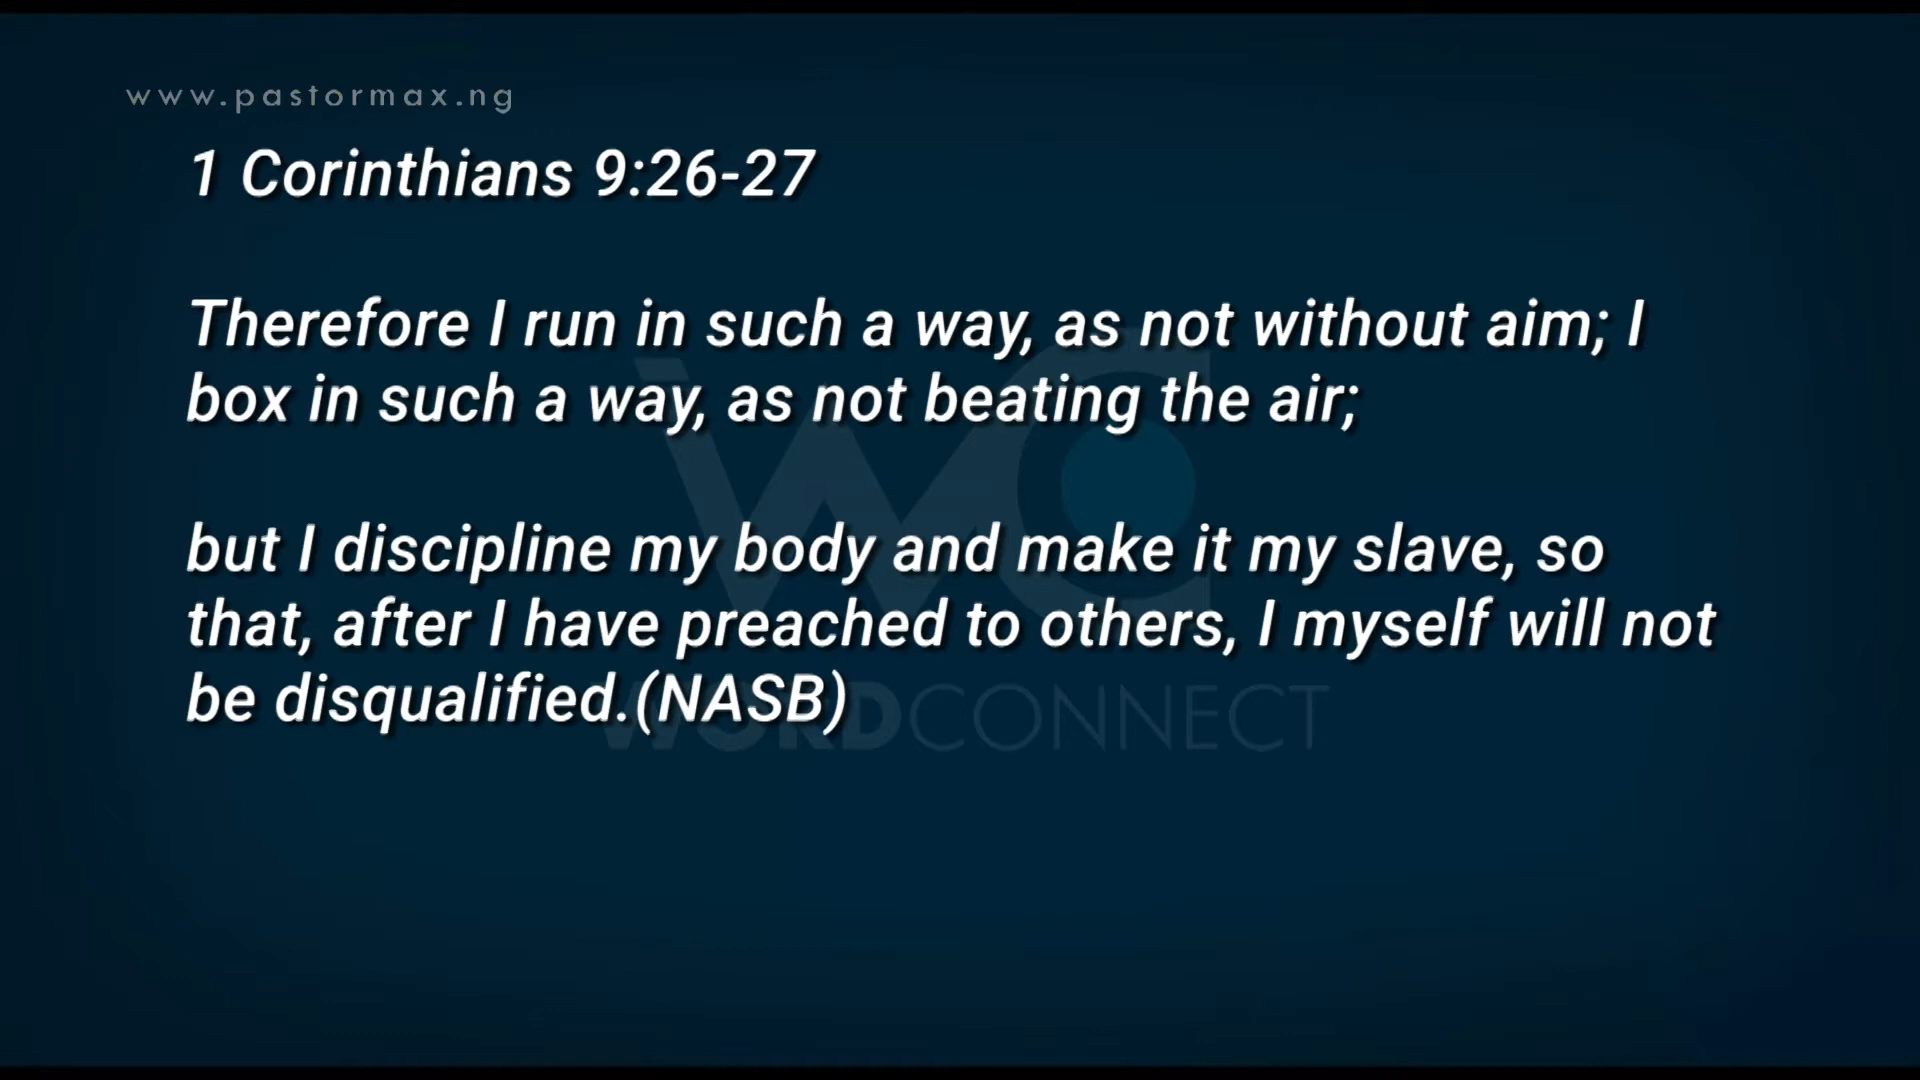 www.pastormax.ng
1 Corinthians 9:26-27
Therefore I run in such a way, as not without aim; I
box in such a way, as not beating the air;
but I discipline my body and make it my slave, so
that, after I have preached to others, I myself will not
be disqualified.(NASB)
WC
WORDCONNECT